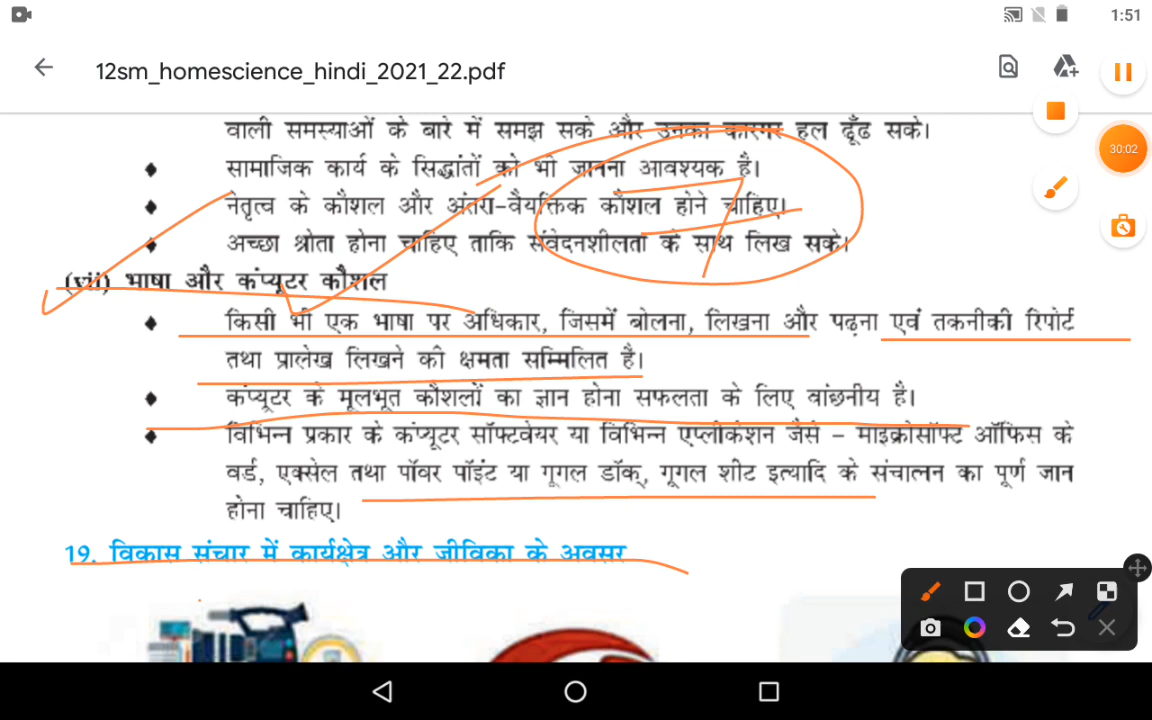 1:51
12sm_homescience_hindi_2021_22.pdf
30:02
वाली समस्याओं के बारे में समझ सके और उनका कारगर हल ढूँढ सके।
♦ सामाजिक कार्य के सिद्धांतों को भी जानना आवश्यक है।
♦ नेतृत्व के कौशल और अंतरा-वैयक्तिक कौशल होने चाहिए।
♦ अच्छा श्रोता होना चाहिए ताकि संवेदनशीलता के साथ लिख सके।
(vii) भाषा और कंप्यूटर कौशल
♦ किसी भी एक भाषा पर अधिकार, जिसमें बोलना, लिखना और पढ़ना एवं तकनीकी रिपोर्ट
तथा प्रालेख लिखने की क्षमता सम्मिलित है।
♦ कंप्यूटर के मूलभूत कौशलों का ज्ञान होना सफलता के लिए वांछनीय है।
♦ विभिन्न प्रकार के कंप्यूटर सॉफ्टवेयर या विभिन्न एप्लीकेशन जैसे – माइक्रोसॉफ्ट ऑफिस के
वर्ड, एक्सेल तथा पॉवर पॉइंट या गूगल डॉक्, गूगल शीट इत्यादि के संचालन का पूर्ण जान
होना चाहिए।
19. विकास संचार में कार्यक्षेत्र और जीविका के अवसर